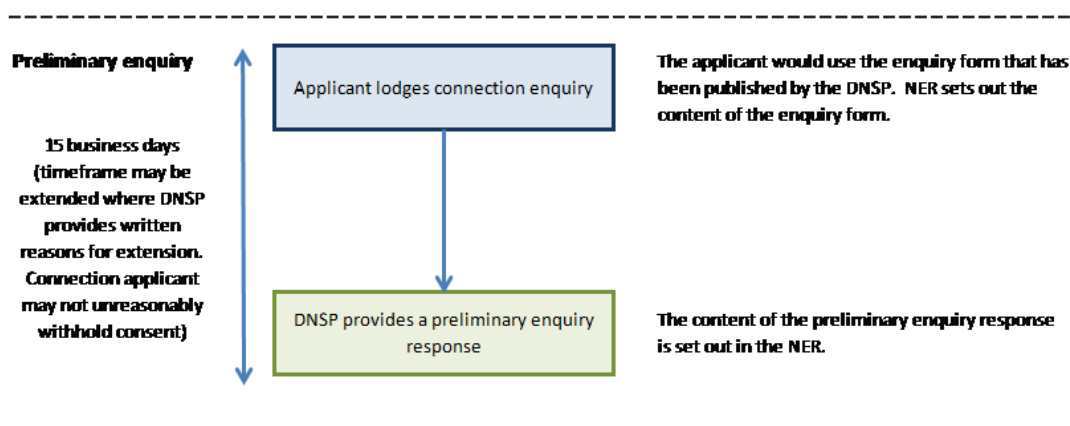 Preliminary enquiry
15 business days
(timeframe may be
extended where DNSP
provides written
reasons for extension.
Connection applicant
may not unreasonably
withhold consent)
Applicant lodges connection enquiry
The applicant would use the enquiry form that has
been published by the DNSP. NER sets out the
content of the enquiry form.
DNSP provides a preliminary enquiry
response
The content of the preliminary enquiry response
is set out in the NER.